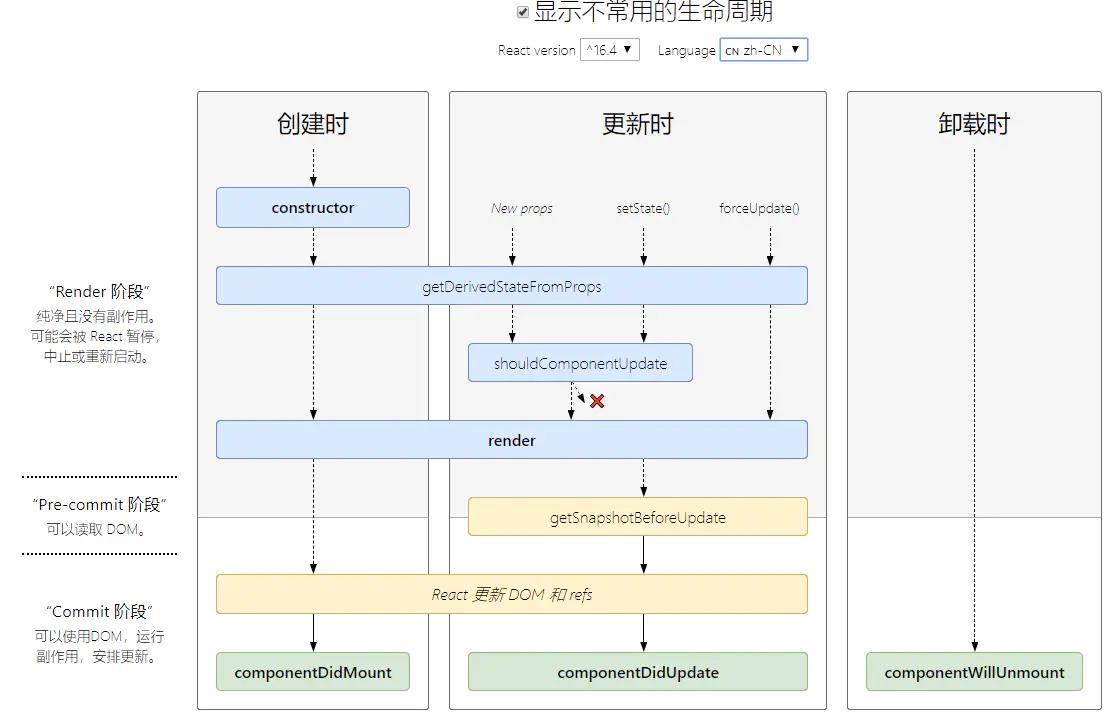 显示不常用的生命周期
React version ^16.4 Language CN zh-CN
创建时 更新时 卸载时
constructor
New props setState() forceUpdate()
getDerivedStateFromProps
“Render 阶段”
纯净且没有副作用。
可能会被 React 暂停，
中止或重新启动。
shouldComponentUpdate
render
“Pre-commit 阶段”
可以读取 DOM。
getSnapshotBeforeUpdate
React 更新 DOM 和 refs
“Commit 阶段”
可以使用DOM，运行
副作用，安排更新。
componentDidMount componentDidUpdate componentWillUnmount